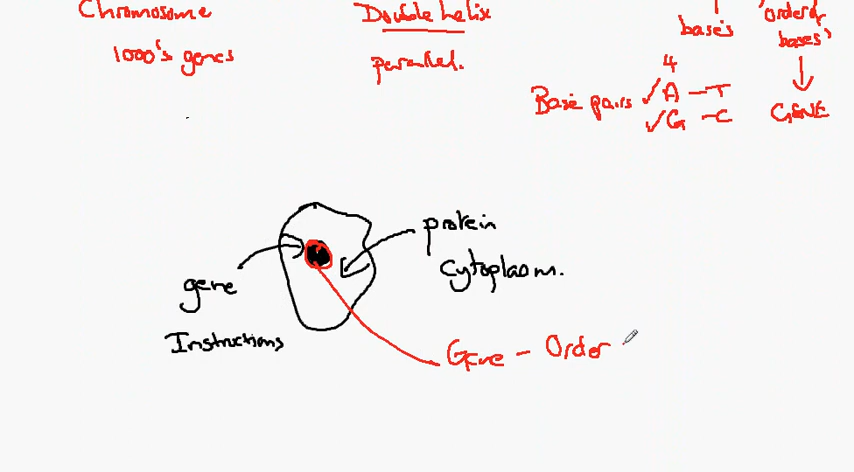 Chromosome
1000's genes
Double helix
parallel.
bases
'order of
bases'
4
Base pairs ✓ A – T
✓ G – C
GENE
protein
Cytoplasm.
gene
Instructions
Gene – Order